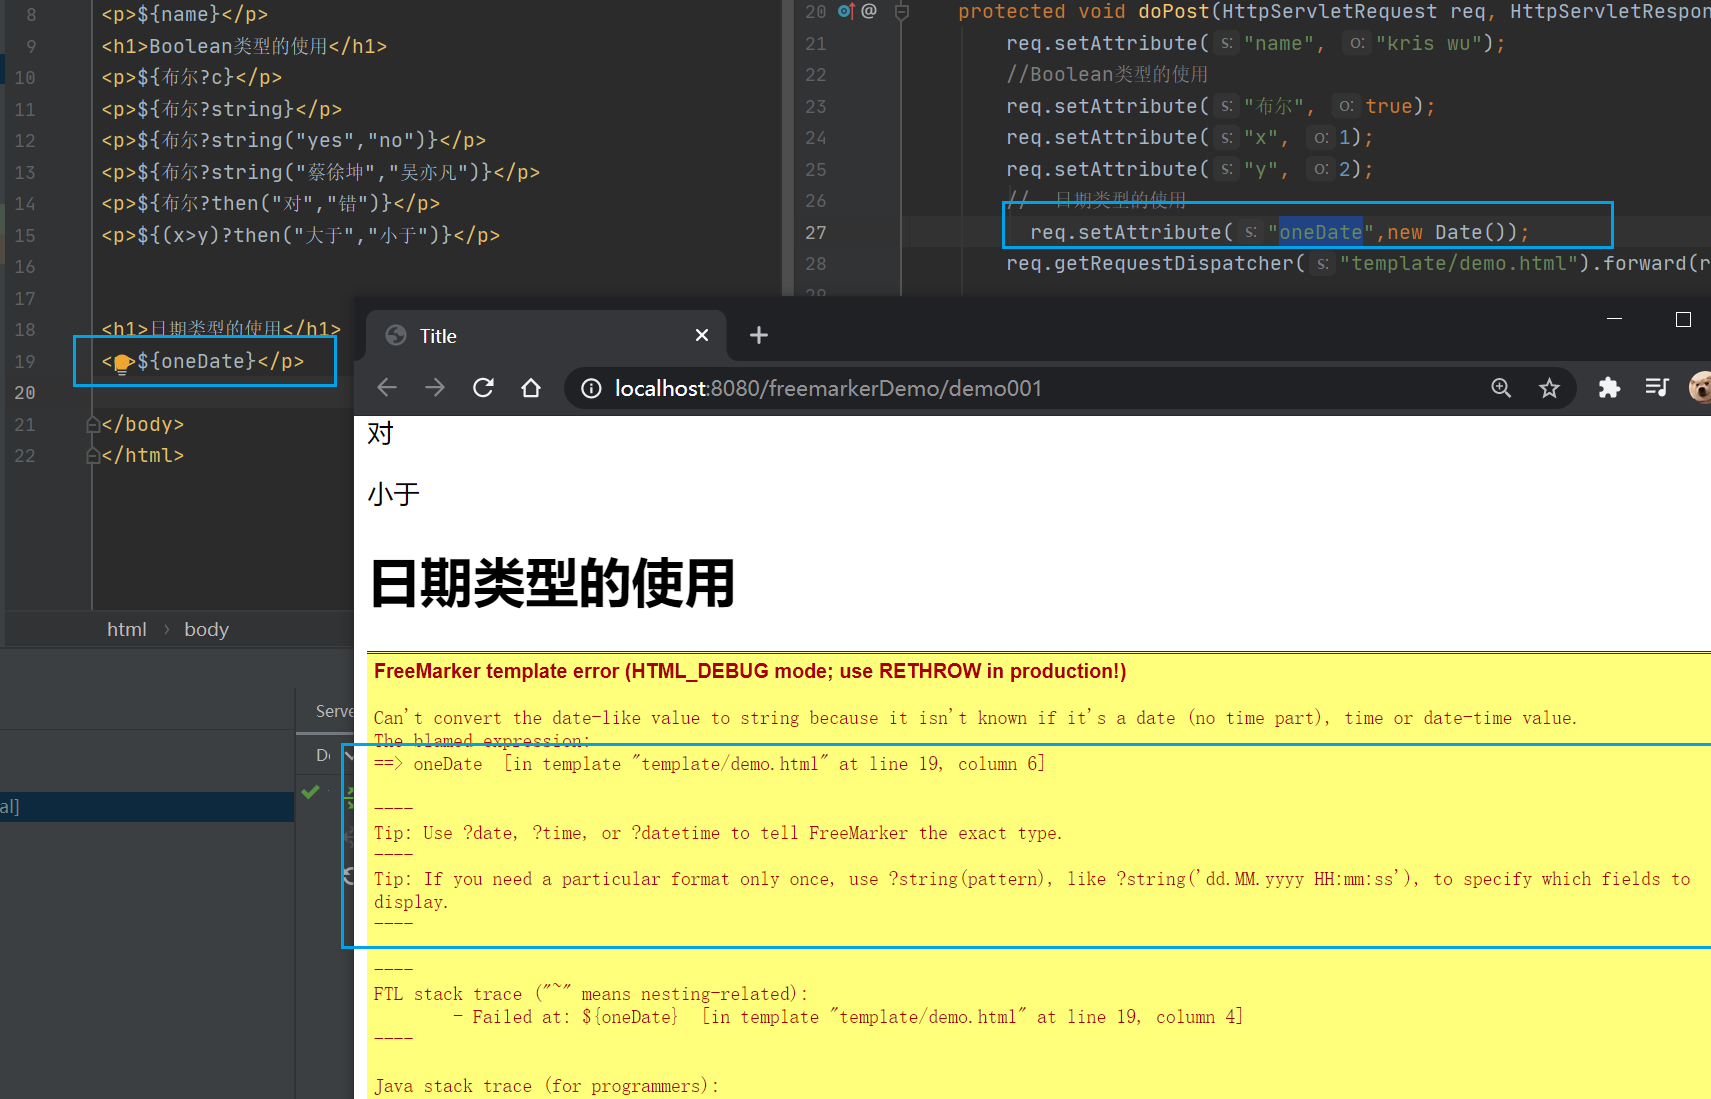 8 <p>${name}</p>
9 <h1>Boolean类型的使用</h1>
10 <p>${布尔?c}</p>
11 <p>${布尔?string}</p>
12 <p>${布尔?string("yes","no")}</p>
13 <p>${布尔?string("蔡徐坤","吴亦凡")}</p>
14 <p>${布尔?then("对","错")}</p>
15 <p>${(x>y)?then("大于","小于")}</p>
16
17
18 <h1>日期类型的使用</h1>
19 < >${oneDate}</p>
20
21 </body>
22 </html>
html › body
20 @ protected void doPost(HttpServletRequest req, HttpServletRespon
21 req.setAttribute( s: "name", o: "kris wu");
22 //Boolean类型的使用
23 req.setAttribute( s: "布尔", o: true);
24 req.setAttribute( s: "x", o: 1);
25 req.setAttribute( s: "y", o: 2);
26 // 日期类型的使用
27 req.setAttribute( s: "oneDate",new Date());
28 req.getRequestDispatcher( s: "template/demo.html").forward(r
29
Serve
De
al]
Title
localhost:8080/freemarkerDemo/demo001
对
小于
日期类型的使用
FreeMarker template error (HTML_DEBUG mode; use RETHROW in production!)
Can't convert the date-like value to string because it isn't known if it's a date (no time part), time or date-time value.
The blamed expression:
==> oneDate [in template "template/demo.html" at line 19, column 6]
----
Tip: Use ?date, ?time, or ?datetime to tell FreeMarker the exact type.
----
Tip: If you need a particular format only once, use ?string(pattern), like ?string('dd.MM.yyyy HH:mm:ss'), to specify which fields to
display.
----
----
FTL stack trace ("~" means nesting-related):
- Failed at: ${oneDate} [in template "template/demo.html" at line 19, column 4]
----
Java stack trace (for programmers):